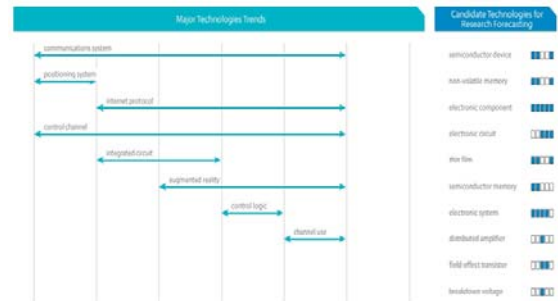 Major Technologies Trends
Candidate Technologies for
Research Forecasting
communications system
positioning system
internet protocol
control channel
integrated circuit
augmented reality
control logic
channel use
semiconductor device
non-volatile memory
electronic component
electronic circuit
thin film
semiconductor memory
electronic system
distributed amplifier
field effect transistor
breakdown voltage